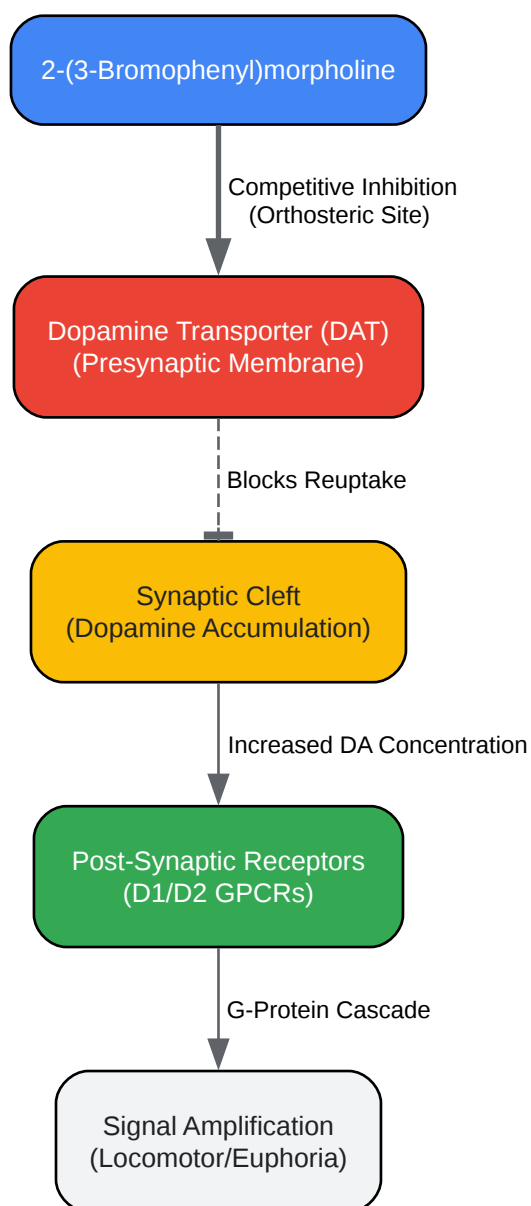 2-(3-Bromophenyl)morpholine
Competitive Inhibition
(Orthosteric Site)
Dopamine Transporter (DAT)
(Presynaptic Membrane)
Blocks Reuptake
Synaptic Cleft
(Dopamine Accumulation)
Increased DA Concentration
Post-Synaptic Receptors
(D1/D2 GPCRs)
G-Protein Cascade
Signal Amplification
(Locomotor/Euphoria)